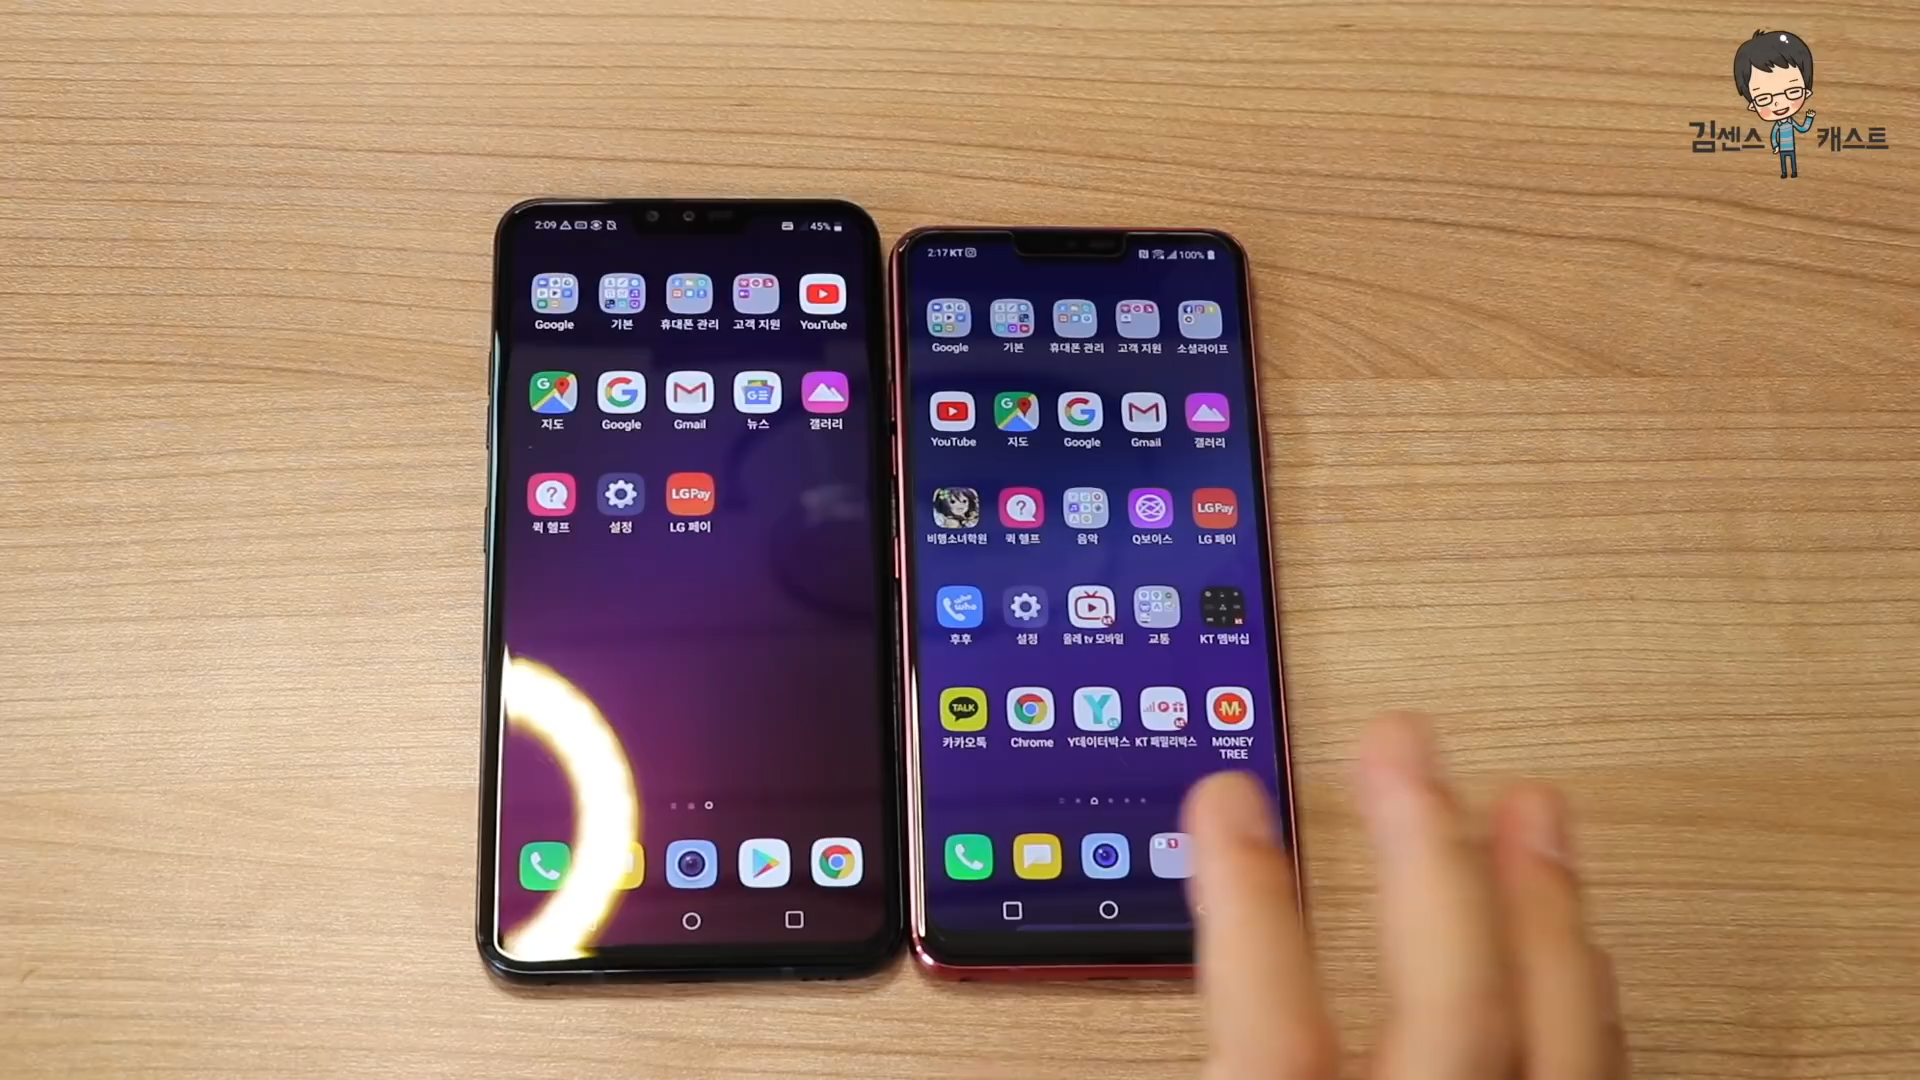 김센스 캐스트
2:09 45%
Google 기본 휴대폰 관리 고객 지원 YouTube
지도 Google Gmail 뉴스 갤러리
LG Pay
퀵 헬프 설정 LG 페이
2:17 KT 100%
Google 기본 휴대폰 관리 고객 지원 소셜라이프
YouTube 지도 Google Gmail 갤러리
LG Pay
비헴소녀학원 퀵 헬프 음악 Q보이스 LG 페이
who who
후후 설정 올레 tv 모바일 교통 KT 멤버십
TALK
카카오톡 Chrome Y데이터박스 KT 패밀리박스 MONEY TREE